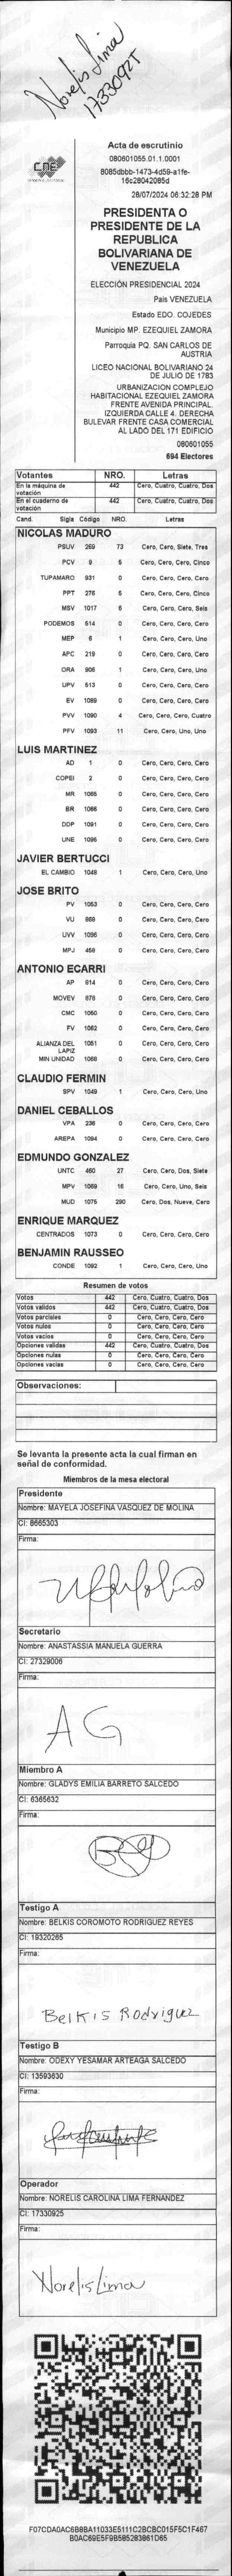 Norelis Lima
17330925
CNE
Acta de escrutinio
080601055.01.1.0001
8085dbbb-1473-4d59-a1fe-
16c28042085d
28/07/2024 06:32:28 PM
PRESIDENTA O
PRESIDENTE DE LA
REPUBLICA
BOLIVARIANA DE
VENEZUELA
ELECCIÓN PRESIDENCIAL 2024
País VENEZUELA
Estado EDO. COJEDES
Municipio MP. EZEQUIEL ZAMORA
Parroquia PQ. SAN CARLOS DE
AUSTRIA
LICEO NACIONAL BOLIVARIANO 24
DE JULIO DE 1783
URBANIZACION COMPLEJO
HABITACIONAL EZEQUIEL ZAMORA
FRENTE AVENIDA PRINCIPAL.
IZQUIERDA CALLE 4. DERECHA
BULEVAR FRENTE CASA COMERCIAL
AL LADO DEL 171 EDIFICIO
080601055
694 Electores
Votantes NRO. Letras
En la máquina de votación 442 Cero, Cuatro, Cuatro, Dos
En el cuaderno de votación 442 Cero, Cuatro, Cuatro, Dos
Cand. Sigla Código NRO. Letras
NICOLAS MADURO
PSUV 269 73 Cero, Cero, Siete, Tres
PCV 9 5 Cero, Cero, Cero, Cinco
TUPAMARO 931 0 Cero, Cero, Cero, Cero
PPT 275 5 Cero, Cero, Cero, Cinco
MSV 1017 6 Cero, Cero, Cero, Seis
PODEMOS 514 0 Cero, Cero, Cero, Cero
MEP 6 1 Cero, Cero, Cero, Uno
APC 219 0 Cero, Cero, Cero, Cero
ORA 906 1 Cero, Cero, Cero, Uno
UPV 513 0 Cero, Cero, Cero, Cero
EV 1089 0 Cero, Cero, Cero, Cero
PVV 1090 4 Cero, Cero, Cero, Cuatro
PFV 1093 11 Cero, Cero, Uno, Uno
LUIS MARTINEZ
AD 1 0 Cero, Cero, Cero, Cero
COPEI 2 0 Cero, Cero, Cero, Cero
MR 1065 0 Cero, Cero, Cero, Cero
BR 1066 0 Cero, Cero, Cero, Cero
DDP 1091 0 Cero, Cero, Cero, Cero
UNE 1095 0 Cero, Cero, Cero, Cero
JAVIER BERTUCCI
EL CAMBIO 1048 1 Cero, Cero, Cero, Uno
JOSE BRITO
PV 1053 0 Cero, Cero, Cero, Cero
VU 968 0 Cero, Cero, Cero, Cero
UVV 1096 0 Cero, Cero, Cero, Cero
MPJ 458 0 Cero, Cero, Cero, Cero
ANTONIO ECARRI
AP 914 0 Cero, Cero, Cero, Cero
MOVEV 978 0 Cero, Cero, Cero, Cero
CMC 1050 0 Cero, Cero, Cero, Cero
FV 1052 0 Cero, Cero, Cero, Cero
ALIANZA DEL LAPIZ 1051 0 Cero, Cero, Cero, Cero
MIN UNIDAD 1068 0 Cero, Cero, Cero, Cero
CLAUDIO FERMIN
SPV 1049 1 Cero, Cero, Cero, Uno
DANIEL CEBALLOS
VPA 236 0 Cero, Cero, Cero, Cero
AREPA 1094 0 Cero, Cero, Cero, Cero
EDMUNDO GONZALEZ
UNTC 460 27 Cero, Cero, Dos, Siete
MPV 1069 16 Cero, Cero, Uno, Seis
MUD 1075 290 Cero, Dos, Nueve, Cero
ENRIQUE MARQUEZ
CENTRADOS 1073 0 Cero, Cero, Cero, Cero
BENJAMIN RAUSSEO
CONDE 1092 1 Cero, Cero, Cero, Uno
Resumen de votos
Votos 442 Cero, Cuatro, Cuatro, Dos
Votos validos 442 Cero, Cuatro, Cuatro, Dos
Votos parciales 0 Cero, Cero, Cero, Cero
Votos nulos 0 Cero, Cero, Cero, Cero
Votos vacios 0 Cero, Cero, Cero, Cero
Opciones validas 442 Cero, Cuatro, Cuatro, Dos
Opciones nulas 0 Cero, Cero, Cero, Cero
Opciones vacias 0 Cero, Cero, Cero, Cero
Observaciones:
Se levanta la presente acta la cual firman en
señal de conformidad.
Miembros de la mesa electoral
Presidente
Nombre: MAYELA JOSEFINA VASQUEZ DE MOLINA
CI: 8665303
Firma:
Secretario
Nombre: ANASTASSIA MANUELA GUERRA
CI: 27329006
Firma:
AG
Miembro A
Nombre: GLADYS EMILIA BARRETO SALCEDO
CI: 6365632
Firma:
Testigo A
Nombre: BELKIS COROMOTO RODRIGUEZ REYES
CI: 19320265
Firma:
Belkis Rodriguez
Testigo B
Nombre: ODEXY YESAMAR ARTEAGA SALCEDO
CI: 13593630
Firma:
Operador
Nombre: NORELIS CAROLINA LIMA FERNANDEZ
CI: 17330925
Firma:
Norelis Lima
F07CDA0AC6B8BA11033E5111C2BCBC015F5C1F467
B0AC69E5F9B585283861D65